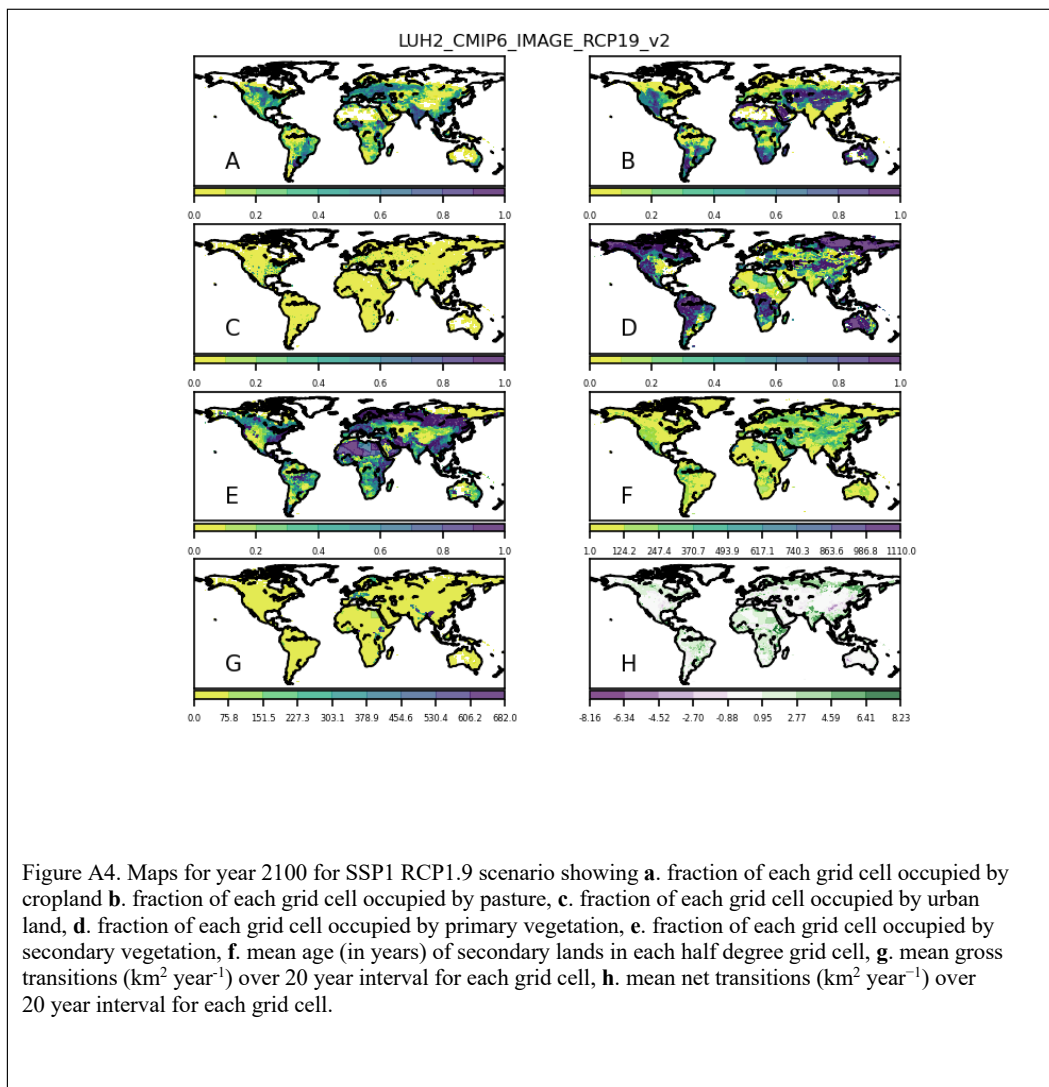 LUH2_CMIP6_IMAGE_RCP19_v2
A
B
0.0 0.2 0.4 0.6 0.8 1.0
0.0 0.2 0.4 0.6 0.8 1.0
C
D
0.0 0.2 0.4 0.6 0.8 1.0
0.0 0.2 0.4 0.6 0.8 1.0
E
F
0.0 0.2 0.4 0.6 0.8 1.0
1.0 124.2 247.4 370.7 493.9 617.1 740.3 863.6 986.8 1110.0
G
H
0.0 75.8 151.5 227.3 303.1 378.9 454.6 530.4 606.2 682.0
-8.16 -6.34 -4.52 -2.70 -0.88 0.95 2.77 4.59 6.41 8.23
Figure A4. Maps for year 2100 for SSP1 RCP1.9 scenario showing a. fraction of each grid cell occupied by
cropland b. fraction of each grid cell occupied by pasture, c. fraction of each grid cell occupied by urban
land, d. fraction of each grid cell occupied by primary vegetation, e. fraction of each grid cell occupied by
secondary vegetation, f. mean age (in years) of secondary lands in each half degree grid cell, g. mean gross
transitions (km² year⁻¹) over 20 year interval for each grid cell, h. mean net transitions (km² year⁻¹) over
20 year interval for each grid cell.